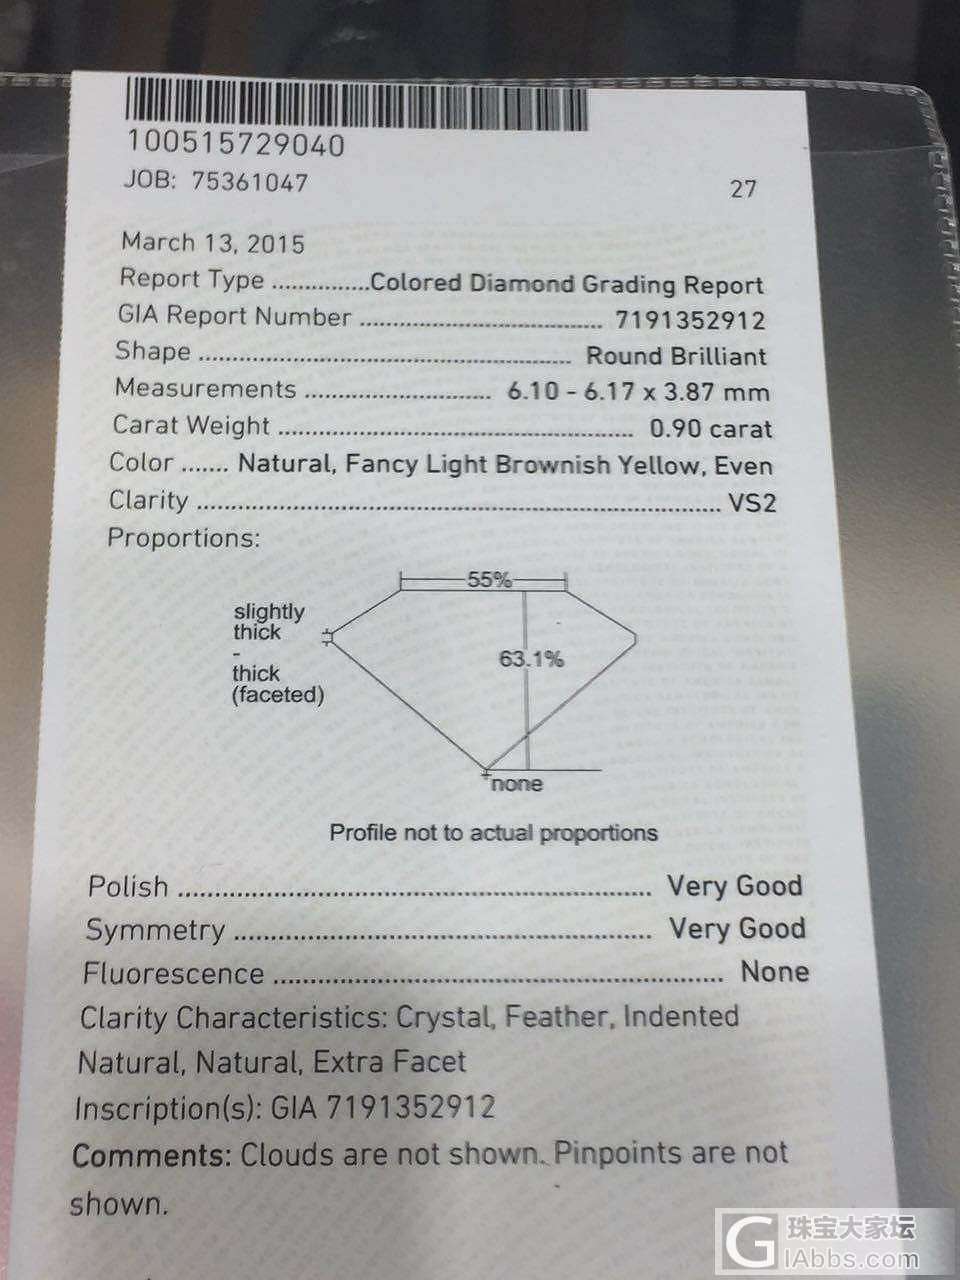 100515729040
JOB: 75361047
27
March 13, 2015
Report Type ...............Colored Diamond Grading Report
GIA Report Number ...................................... 7191352912
Shape ........................................................... Round Brilliant
Measurements ............................. 6.10 - 6.17 x 3.87 mm
Carat Weight ........................................................ 0.90 carat
Color ....... Natural, Fancy Light Brownish Yellow, Even
Clarity .................................................................................. VS2
Proportions:
55%
slightly
thick
-
thick
(faceted)
63.1%
none
Profile not to actual proportions
Polish .......................................................................... Very Good
Symmetry ................................................................. Very Good
Fluorescence ..................................................................... None
Clarity Characteristics: Crystal, Feather, Indented
Natural, Natural, Extra Facet
Inscription(s): GIA 7191352912
Comments: Clouds are not shown. Pinpoints are not
shown.
G 珠宝大家坛
GIAbbs.com